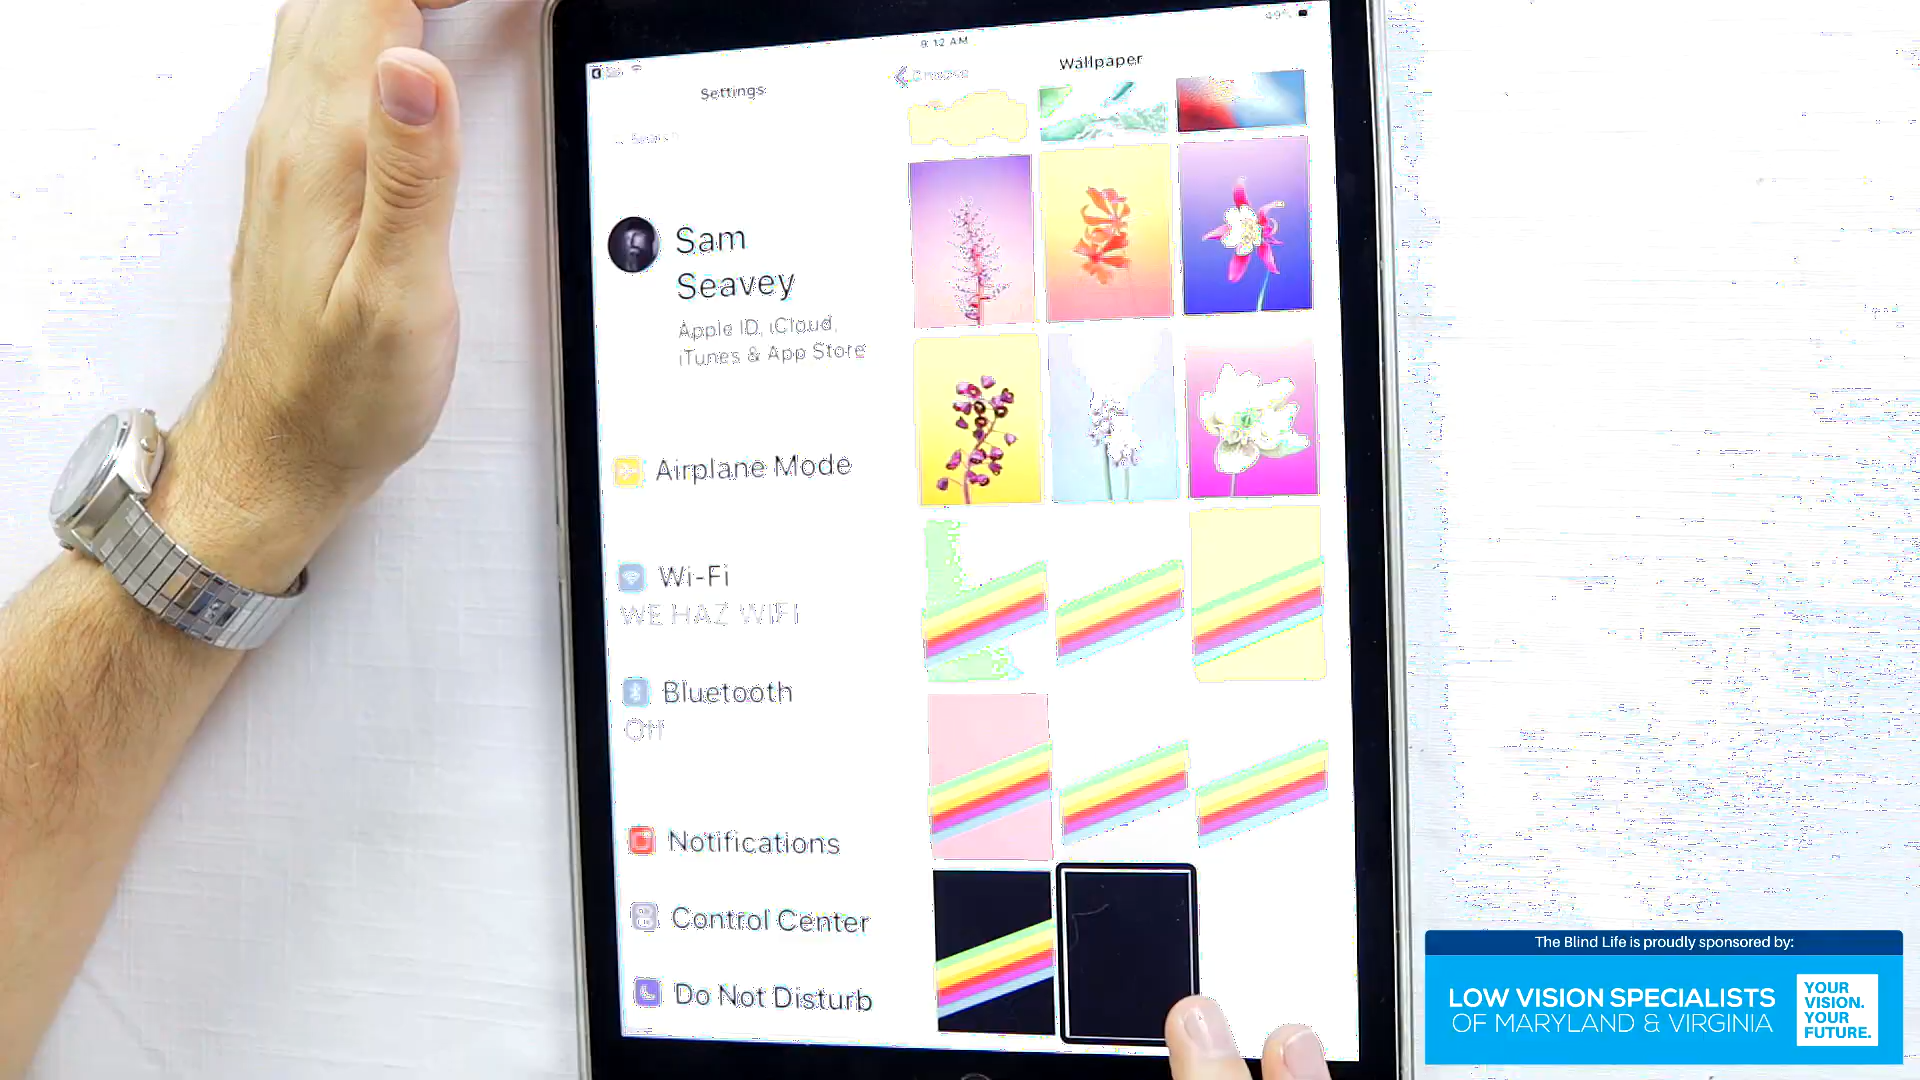 9:12 AM
49%
Settings
Wallpaper
Search
Sam
Seavey
Apple ID, iCloud,
iTunes & App Store
Airplane Mode
Wi-Fi
WE HAZ WIFI
Bluetooth
Off
Notifications
Control Center
Do Not Disturb
The Blind Life is proudly sponsored by:
LOW VISION SPECIALISTS
OF MARYLAND & VIRGINIA
YOUR
VISION.
YOUR
FUTURE.